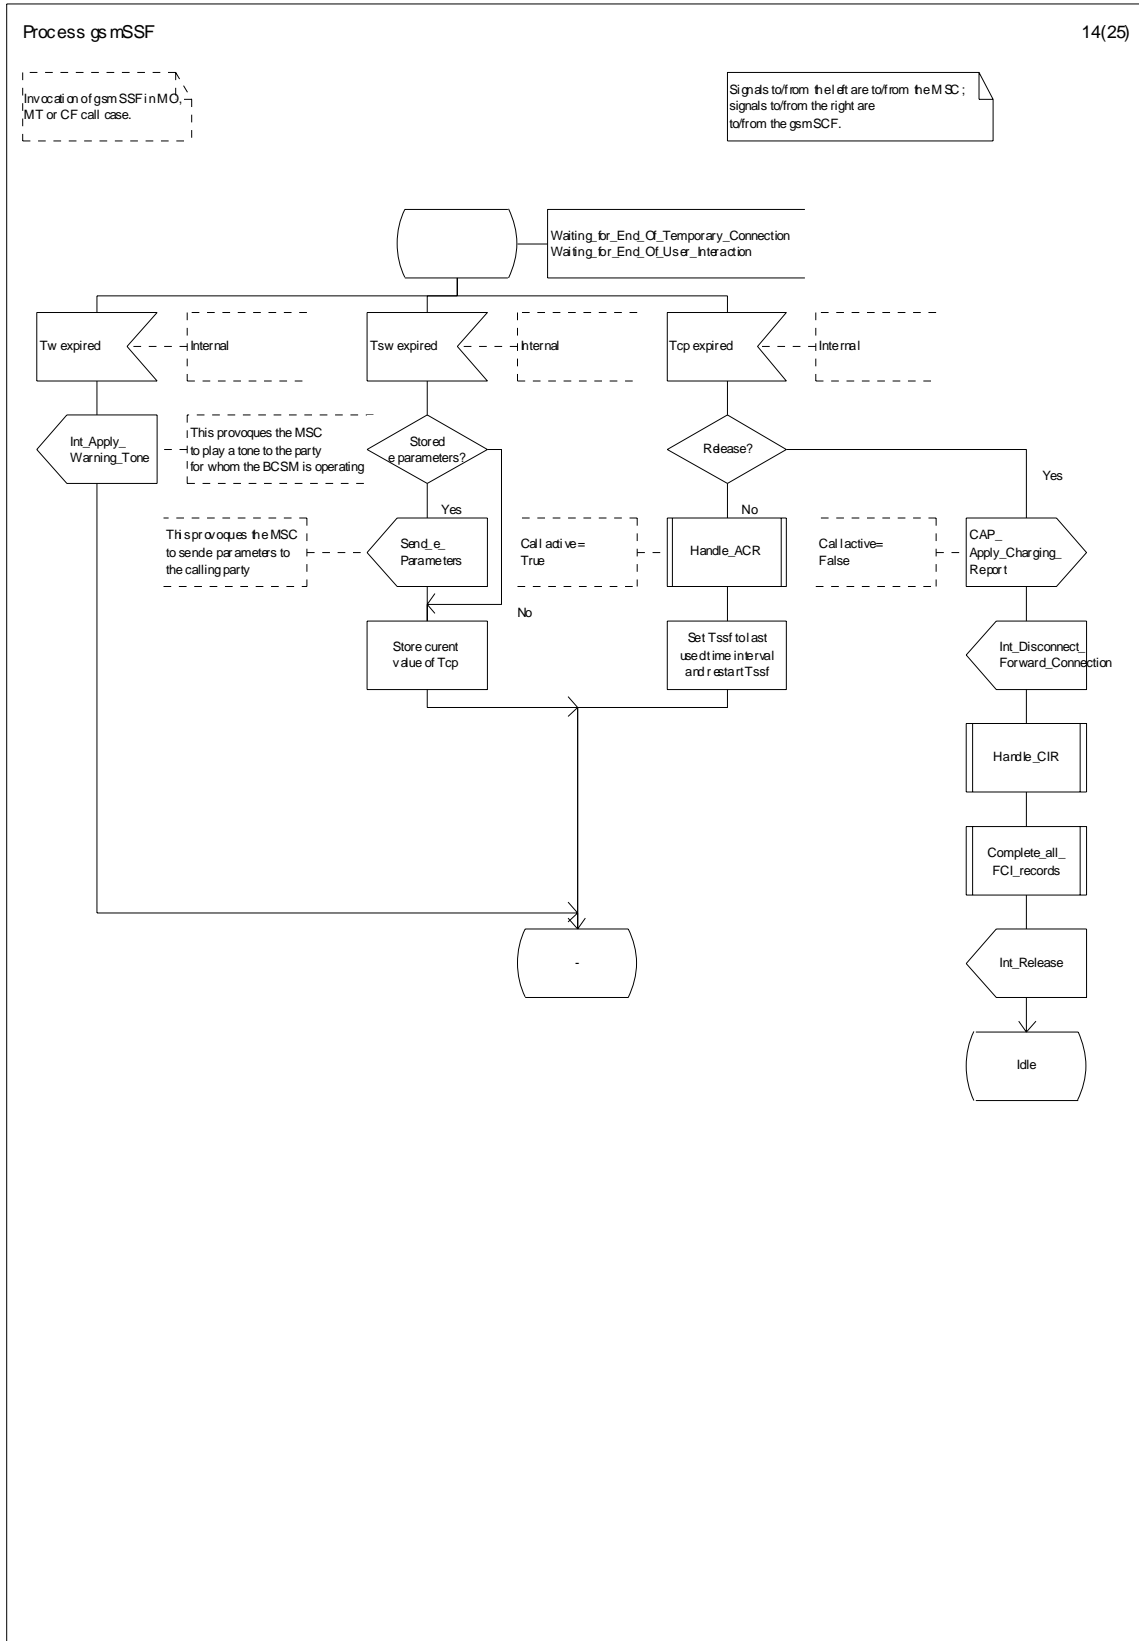 Process gsmSSF
14(25)
Invocation of gsmSSF in MO,
MT or CF call case.
Signals to/from the left are to/from the MSC;
signals to/from the right are
to/from the gsmSCF.
Waiting_for_End_Of_Temporary_Connection
Waiting_for_End_Of_User_Interaction
Tw expired
Internal
Tsw expired
Internal
Tcp expired
Internal
Int_Apply_
Warning_Tone
This provoques the MSC
to play a tone to the party
for whom the BCSM is operating
Stored
e parameters?
Release?
Yes
Yes
No
This provoques the MSC
to send e parameters to
the calling party
Send_e_
Parameters
Call active=
True
Handle_ACR
Call active=
False
CAP_
Apply_Charging_
Report
No
Store curent
value of Tcp
Set Tssf to last
used time interval
and restart Tssf
Int_Disconnect_
Forward_Connection
Handle_CIR
Complete_all_
FCI_records
Int_Release
-
Idle